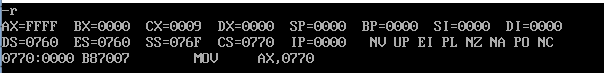 -r
AX=FFFF BX=0000 CX=0009 DX=0000 SP=0000 BP=0000 SI=0000 DI=0000
DS=0760 ES=0760 SS=076F CS=0770 IP=0000 NV UP EI PL NZ NA PO NC
0770:0000 B87007 MOV AX,0770